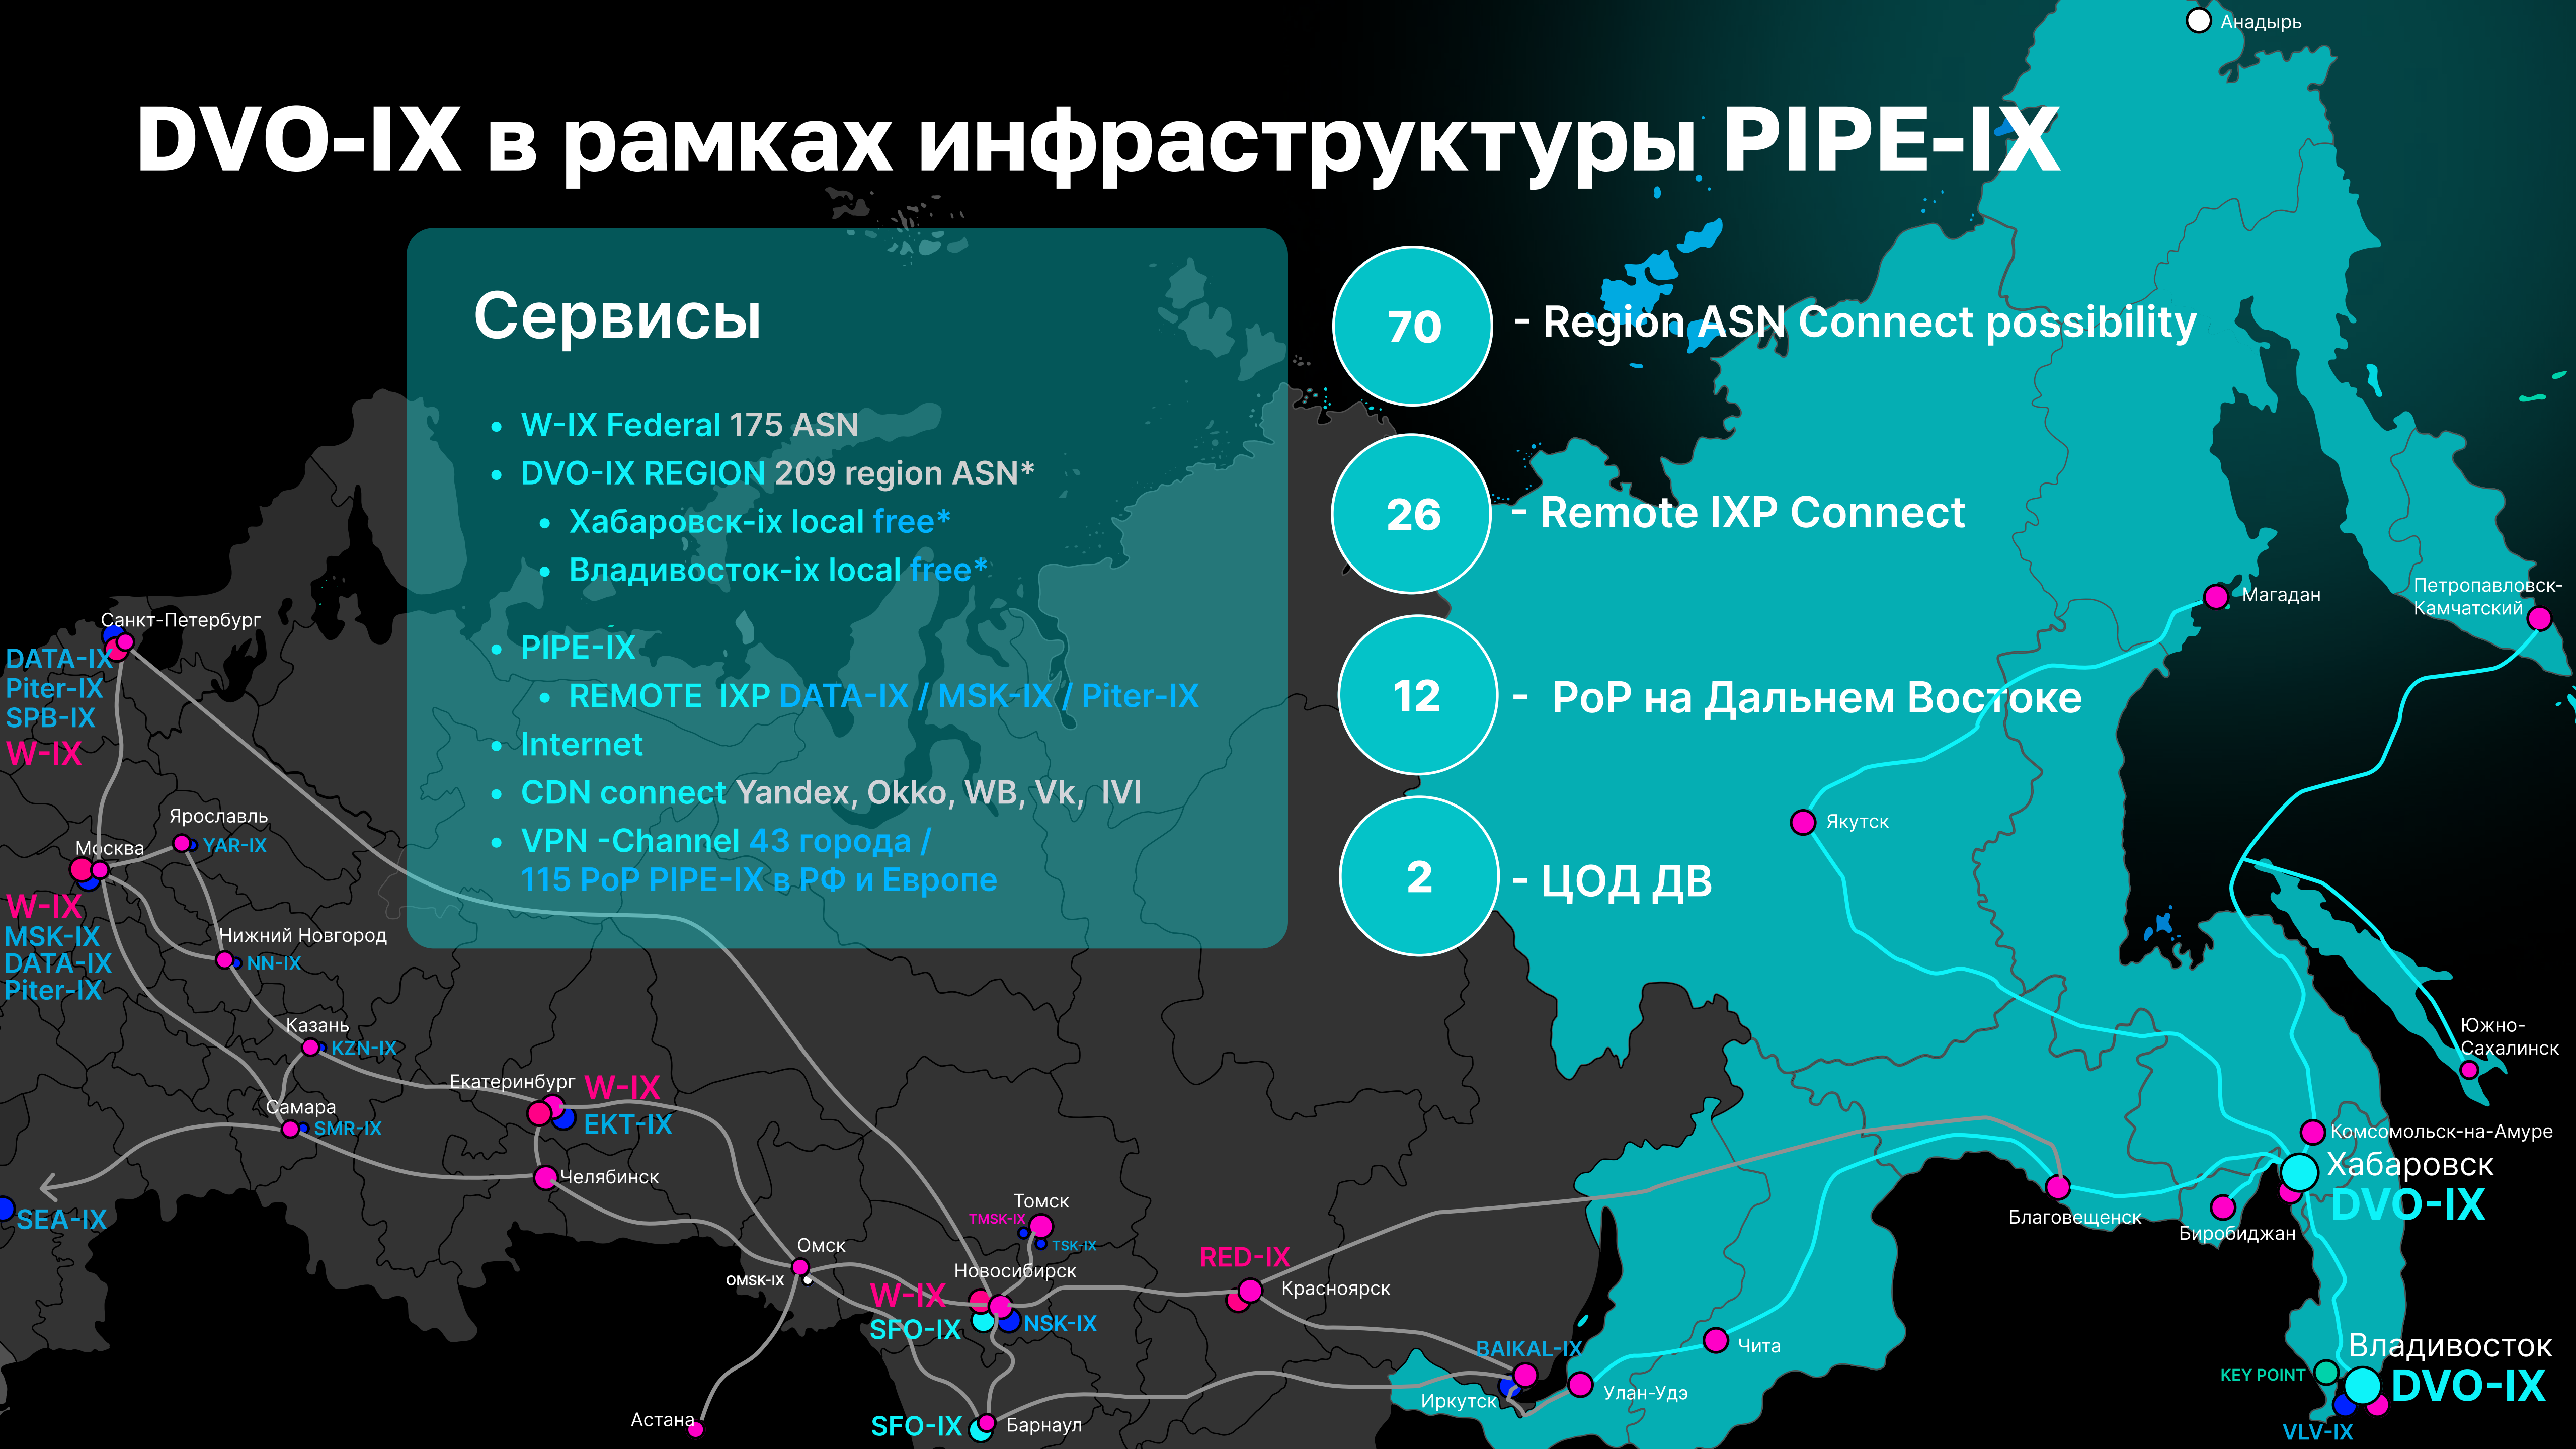 DVO-IX в рамках инфраструктуры PIPE-IX
Анадырь
Сервисы
• W-IX Federal 175 ASN
• DVO-IX REGION 209 region ASN*
• Хабаровск-ix local free*
• Владивосток-ix local free*
• PIPE-IX
• REMOTE IXP DATA-IX / MSK-IX / Piter-IX
• Internet
• CDN connect Yandex, Okko, WB, Vk, IVI
• VPN -Channel 43 города /
115 PoP PIPE-IX в РФ и Европе
70 - Region ASN Connect possibility
26 - Remote IXP Connect
12 - PoP на Дальнем Востоке
2 - ЦОД ДВ
Санкт-Петербург
DATA-IX
Piter-IX
SPB-IX
W-IX
Ярославль
YAR-IX
Москва
W-IX
MSK-IX
DATA-IX
Piter-IX
Нижний Новгород
NN-IX
Казань
KZN-IX
Самара
SMR-IX
SEA-IX
Екатеринбург
W-IX
EKT-IX
Челябинск
Омск
OMSK-IX
Астана
Томск
TMSK-IX
TSK-IX
Новосибирск
W-IX
SFO-IX
NSK-IX
SFO-IX
Барнаул
RED-IX
Красноярск
BAIKAL-IX
Иркутск
Улан-Удэ
Чита
Якутск
Магадан
Петропавловск-
Камчатский
Южно-
Сахалинск
Комсомольск-на-Амуре
Хабаровск
DVO-IX
Благовещенск
Биробиджан
Владивосток
KEY POINT
DVO-IX
VLV-IX